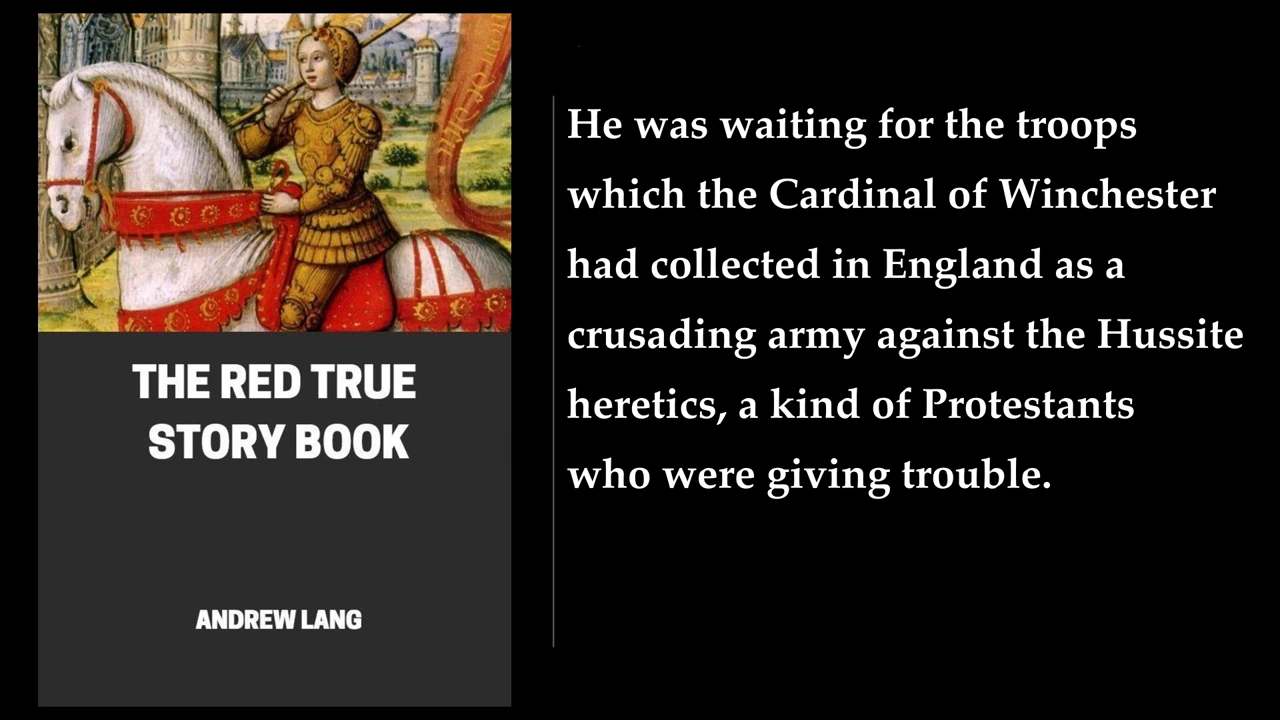 THE RED TRUE
STORY BOOK
ANDREW LANG
He was waiting for the troops
which the Cardinal of Winchester
had collected in England as a
crusading army against the Hussite
heretics, a kind of Protestants
who were giving trouble.